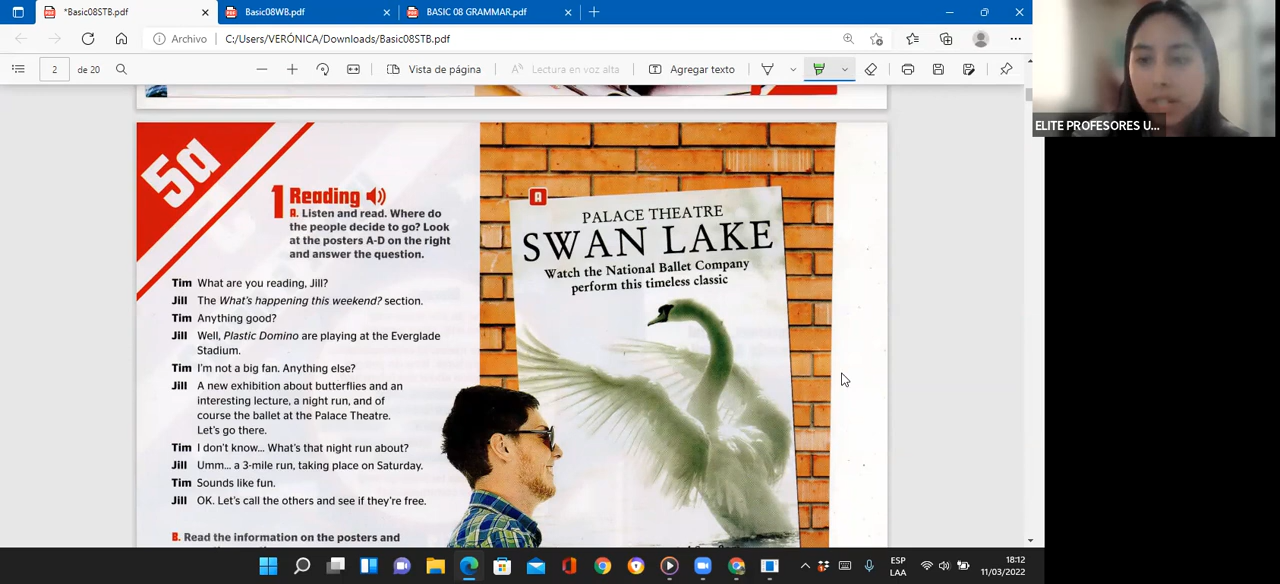 *Basic08STB.pdf
Basic08WB.pdf
BASIC 08 GRAMMAR.pdf
Archivo
C:/Users/VERÓNICA/Downloads/Basic08STB.pdf
2
de 20
Vista de página
Lectura en voz alta
Agregar texto
ELITE PROFESORES U...
5a
1 Reading
A. Listen and read. Where do
the people decide to go? Look
at the posters A-D on the right
and answer the question.
Tim What are you reading, Jill?
Jill The What's happening this weekend? section.
Tim Anything good?
Jill Well, Plastic Domino are playing at the Everglade
Stadium.
Tim I'm not a big fan. Anything else?
Jill A new exhibition about butterflies and an
interesting lecture, a night run, and of
course the ballet at the Palace Theatre.
Let's go there.
Tim I don't know... What's that night run about?
Jill Umm... a 3-mile run, taking place on Saturday.
Tim Sounds like fun.
Jill OK. Let's call the others and see if they're free.
B. Read the information on the posters and
A
PALACE THEATRE
SWAN LAKE
Watch the National Ballet Company
perform this timeless classic
ESP
LAA
18:12
11/03/2022